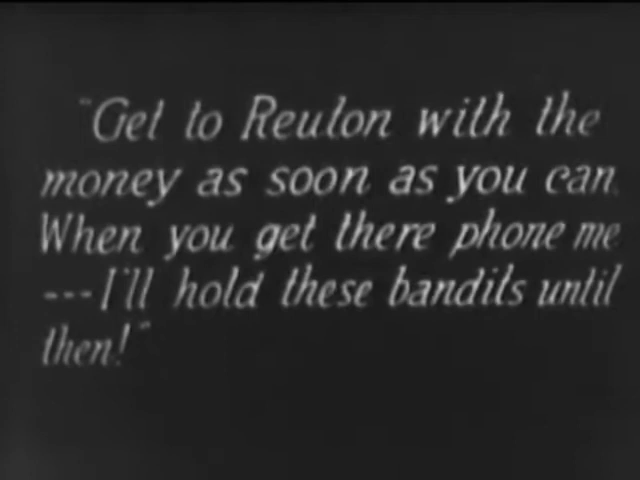 "Get to Reulon with the
money as soon as you can.
When you get there phone me
---I'll hold these bandits until
then!"